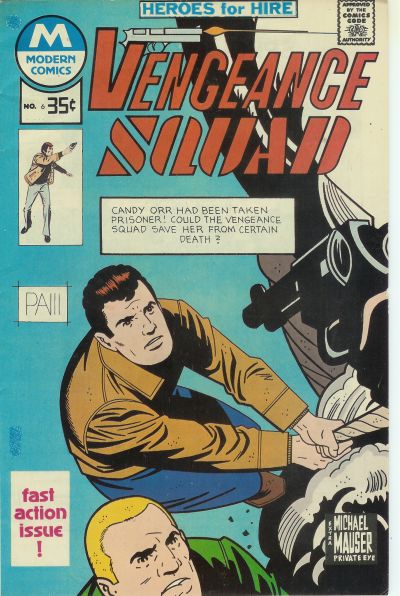 HEROES for HIRE
APPROVED
BY THE
COMICS
CODE
AUTHORITY
M
MODERN
COMICS
NO. 6 35¢
VENGEANCE
SQUAD
CANDY ORR HAD BEEN TAKEN
PRISONER! COULD THE VENGEANCE
SQUAD SAVE HER FROM CERTAIN
DEATH?
PAIII
fast
action
issue
!
EXTRA
MICHAEL
MAUSER
PRIVATE EYE